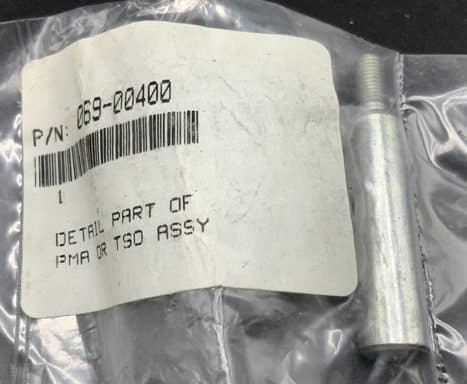 P/N: 069-00400
1
DETAIL PART OF
PMA OR TSO ASSY